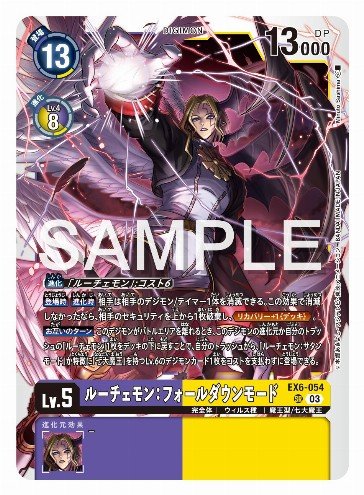 DIGIMON
登場
13
13000
DP
進化
Lv.4
8
SAMPLE
進化 「ルーチェモン」:コスト6
登場時 進化時 相手は相手のデジモン/テイマー1体を消滅できる。この効果で消滅
しなかったなら、相手のセキュリティを上から1枚破棄し、リカバリー+1《デッキ》。
お互いのターン このデジモンがバトルエリアを離れるとき、このデジモンの進化元か自分のトラッ
シュの「ルーチェモン」1枚をデッキの下に戻すことで、自分のトラッシュから、「ルーチェモン:サタン
モード」か特徴に「七大魔王」を持つLv.6のデジモンカード1枚をコストを支払わずに登場できる。
Lv.5
ルーチェモン:フォールダウンモード
EX6-054
SR
03
完全体
ウィルス種
魔王型/七大魔王
進化元効果